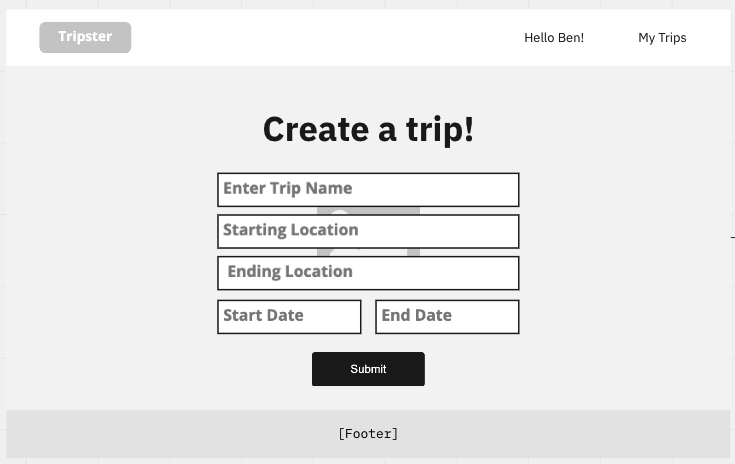 Tripster
Hello Ben! My Trips
Create a trip!
Enter Trip Name
Starting Location
Ending Location
Start Date End Date
Submit
[Footer]